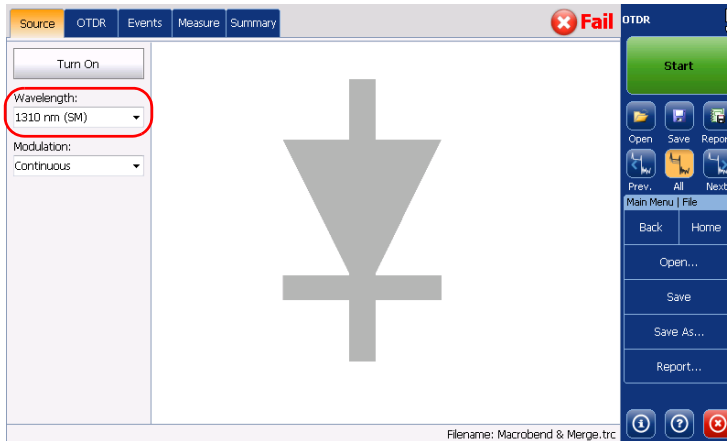 Source OTDR Events Measure Summary Fail
Turn On
Wavelength:
1310 nm (SM)
Modulation:
Continuous
Filename: Macrobend & Merge.trc
OTDR
Start
Open Save Repor
Prev. All Next
Main Menu | File
Back Home
Open...
Save
Save As...
Report...